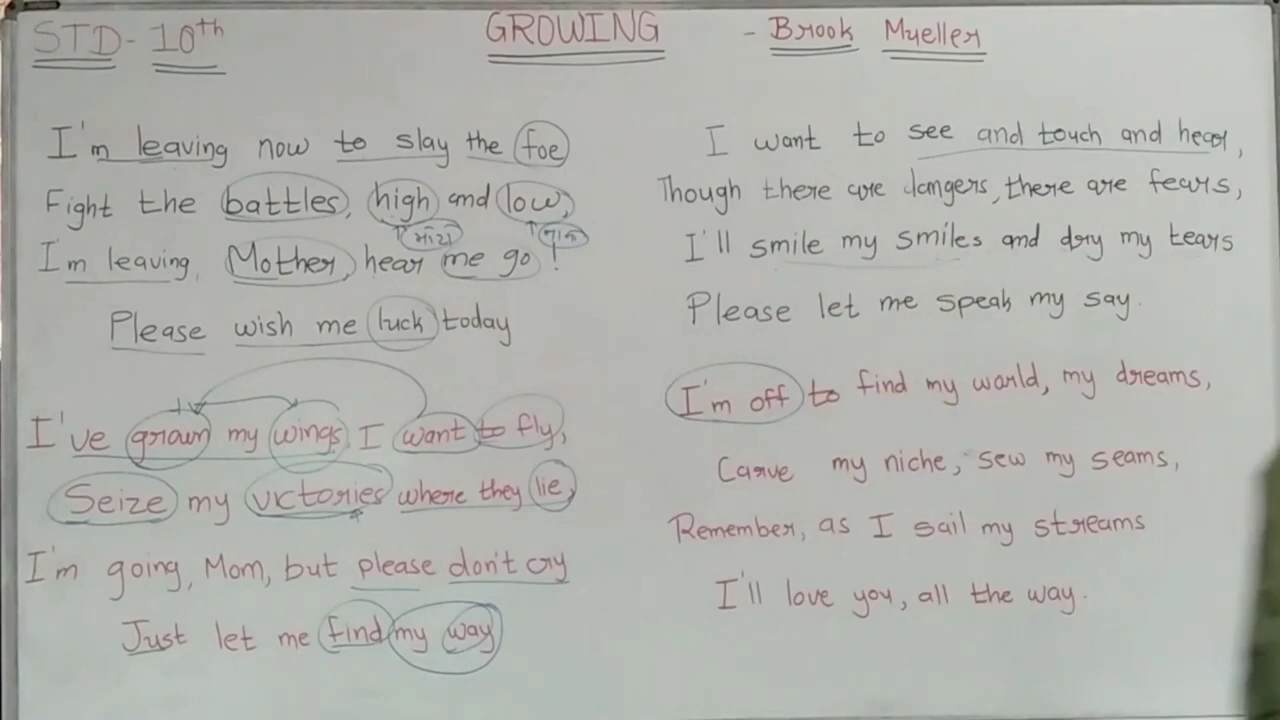 STD - 10th
GROWING
- Brook Mueller
I'm leaving now to slay the foe
Fight the battles, high and low,
I'm leaving, Mother, hear me go!
Please wish me luck today
I've grown my wings I want to fly,
Seize my victories where they lie,
I'm going, Mom, but please don't cry
Just let me find my way
I want to see and touch and hear,
Though there are dangers, there are fears,
I'll smile my smiles and dry my tears
Please let me speak my say.
I'm off to find my world, my dreams,
Carve my niche, sew my seams,
Remember, as I sail my streams
I'll love you, all the way.